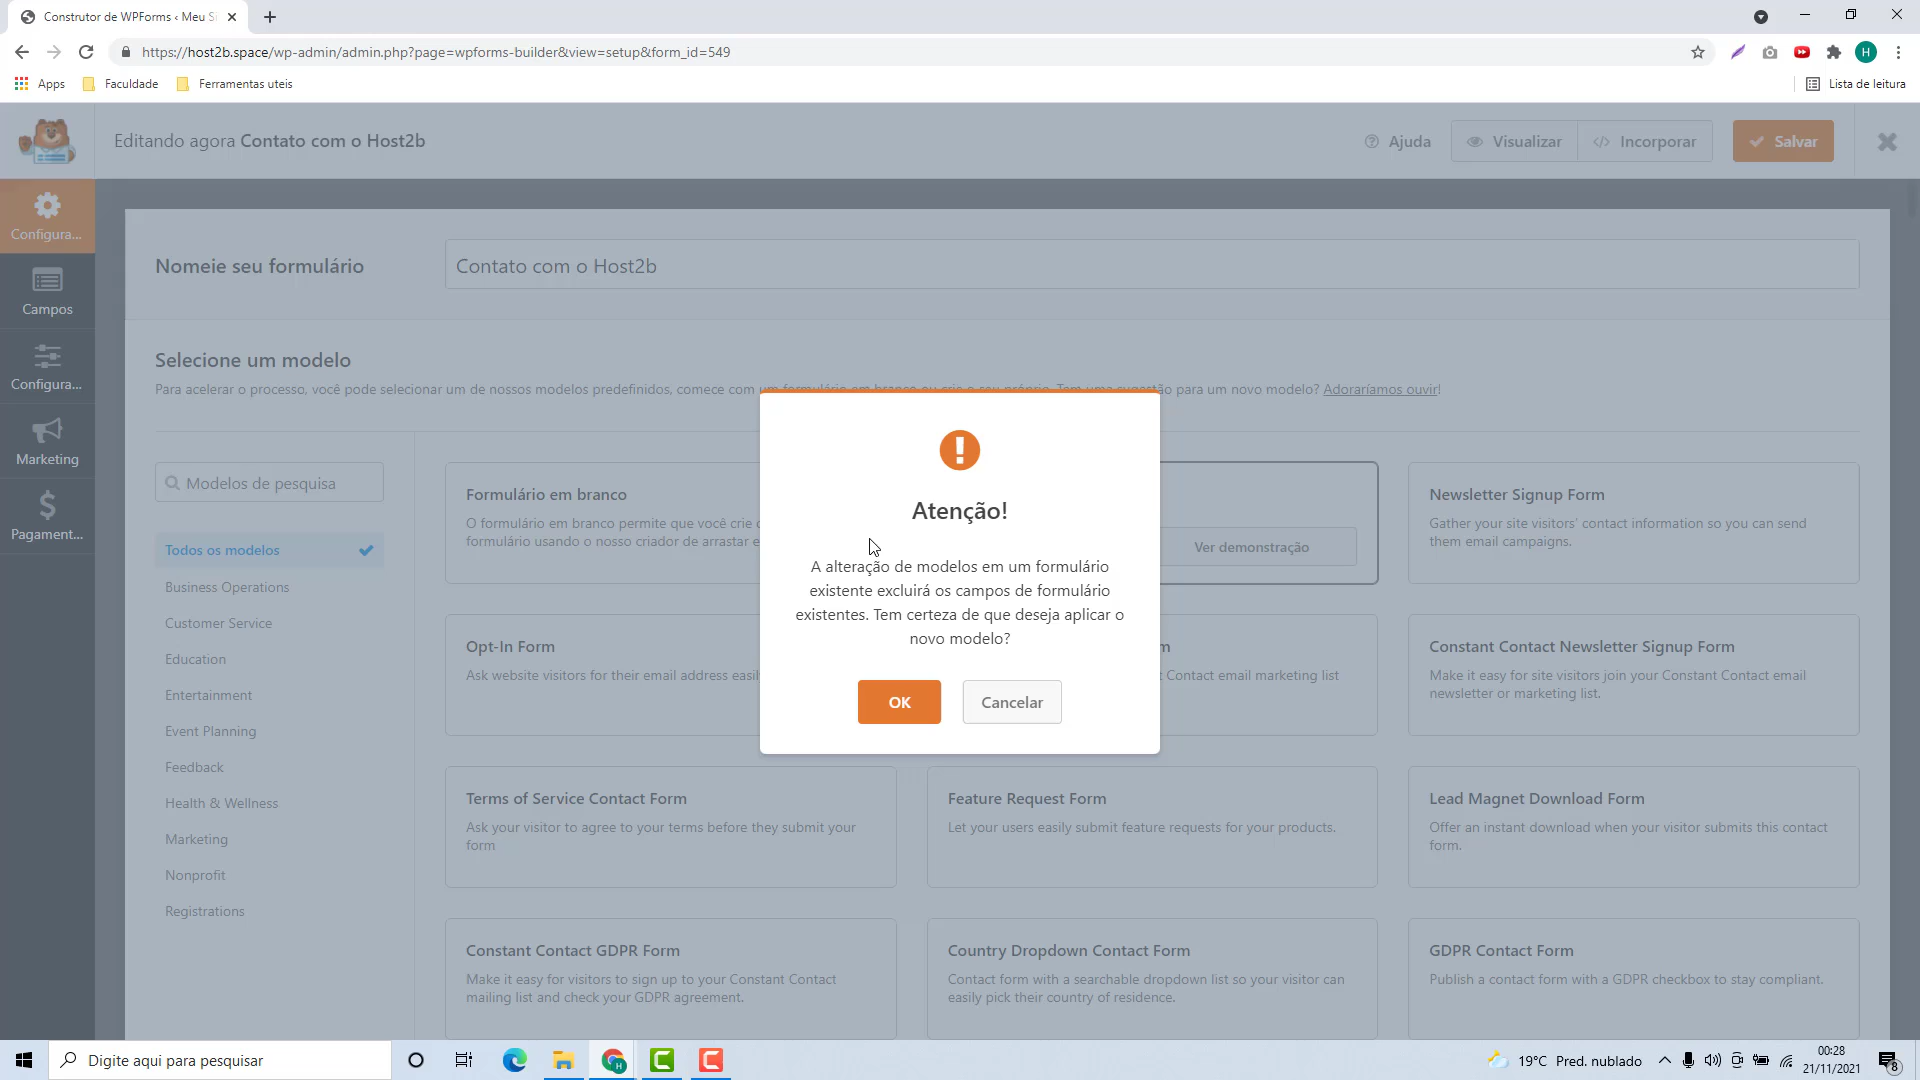 Construtor de WPForms ‹ Meu Si
https://host2b.space/wp-admin/admin.php?page=wpforms-builder&view=setup&form_id=549
H
Apps
Faculdade
Ferramentas uteis
Lista de leitura
Editando agora Contato com o Host2b
Ajuda
Visualizar
Incorporar
Salvar
Configura...
Campos
Configura...
Marketing
Pagament...
Nomeie seu formulário
Contato com o Host2b
Selecione um modelo
Para acelerar o processo, você pode selecionar um de nossos modelos predefinidos, comece com um formulário em branco ou crie o seu próprio. Tem uma sugestão para um novo modelo? Adoraríamos ouvir!
Modelos de pesquisa
Todos os modelos
Business Operations
Customer Service
Education
Entertainment
Event Planning
Feedback
Health & Wellness
Marketing
Nonprofit
Registrations
Formulário em branco
O formulário em branco permite que você crie
formulário usando o nosso criador de arrastar e
Ver demonstração
Newsletter Signup Form
Gather your site visitors' contact information so you can send
them email campaigns.
Atenção!
A alteração de modelos em um formulário
existente excluirá os campos de formulário
existentes. Tem certeza de que deseja aplicar o
novo modelo?
OK
Cancelar
Opt-In Form
Ask website visitors for their email address easi
m
Contact email marketing list
Constant Contact Newsletter Signup Form
Make it easy for site visitors join your Constant Contact email
newsletter or marketing list.
Terms of Service Contact Form
Ask your visitor to agree to your terms before they submit your
form
Feature Request Form
Let your users easily submit feature requests for your products.
Lead Magnet Download Form
Offer an instant download when your visitor submits this contact
form.
Constant Contact GDPR Form
Make it easy for visitors to sign up to your Constant Contact
mailing list and check your GDPR agreement.
Country Dropdown Contact Form
Contact form with a searchable dropdown list so your visitor can
easily pick their country of residence.
GDPR Contact Form
Publish a contact form with a GDPR checkbox to stay compliant.
Digite aqui para pesquisar
19°C Pred. nublado
00:28
21/11/2021
8